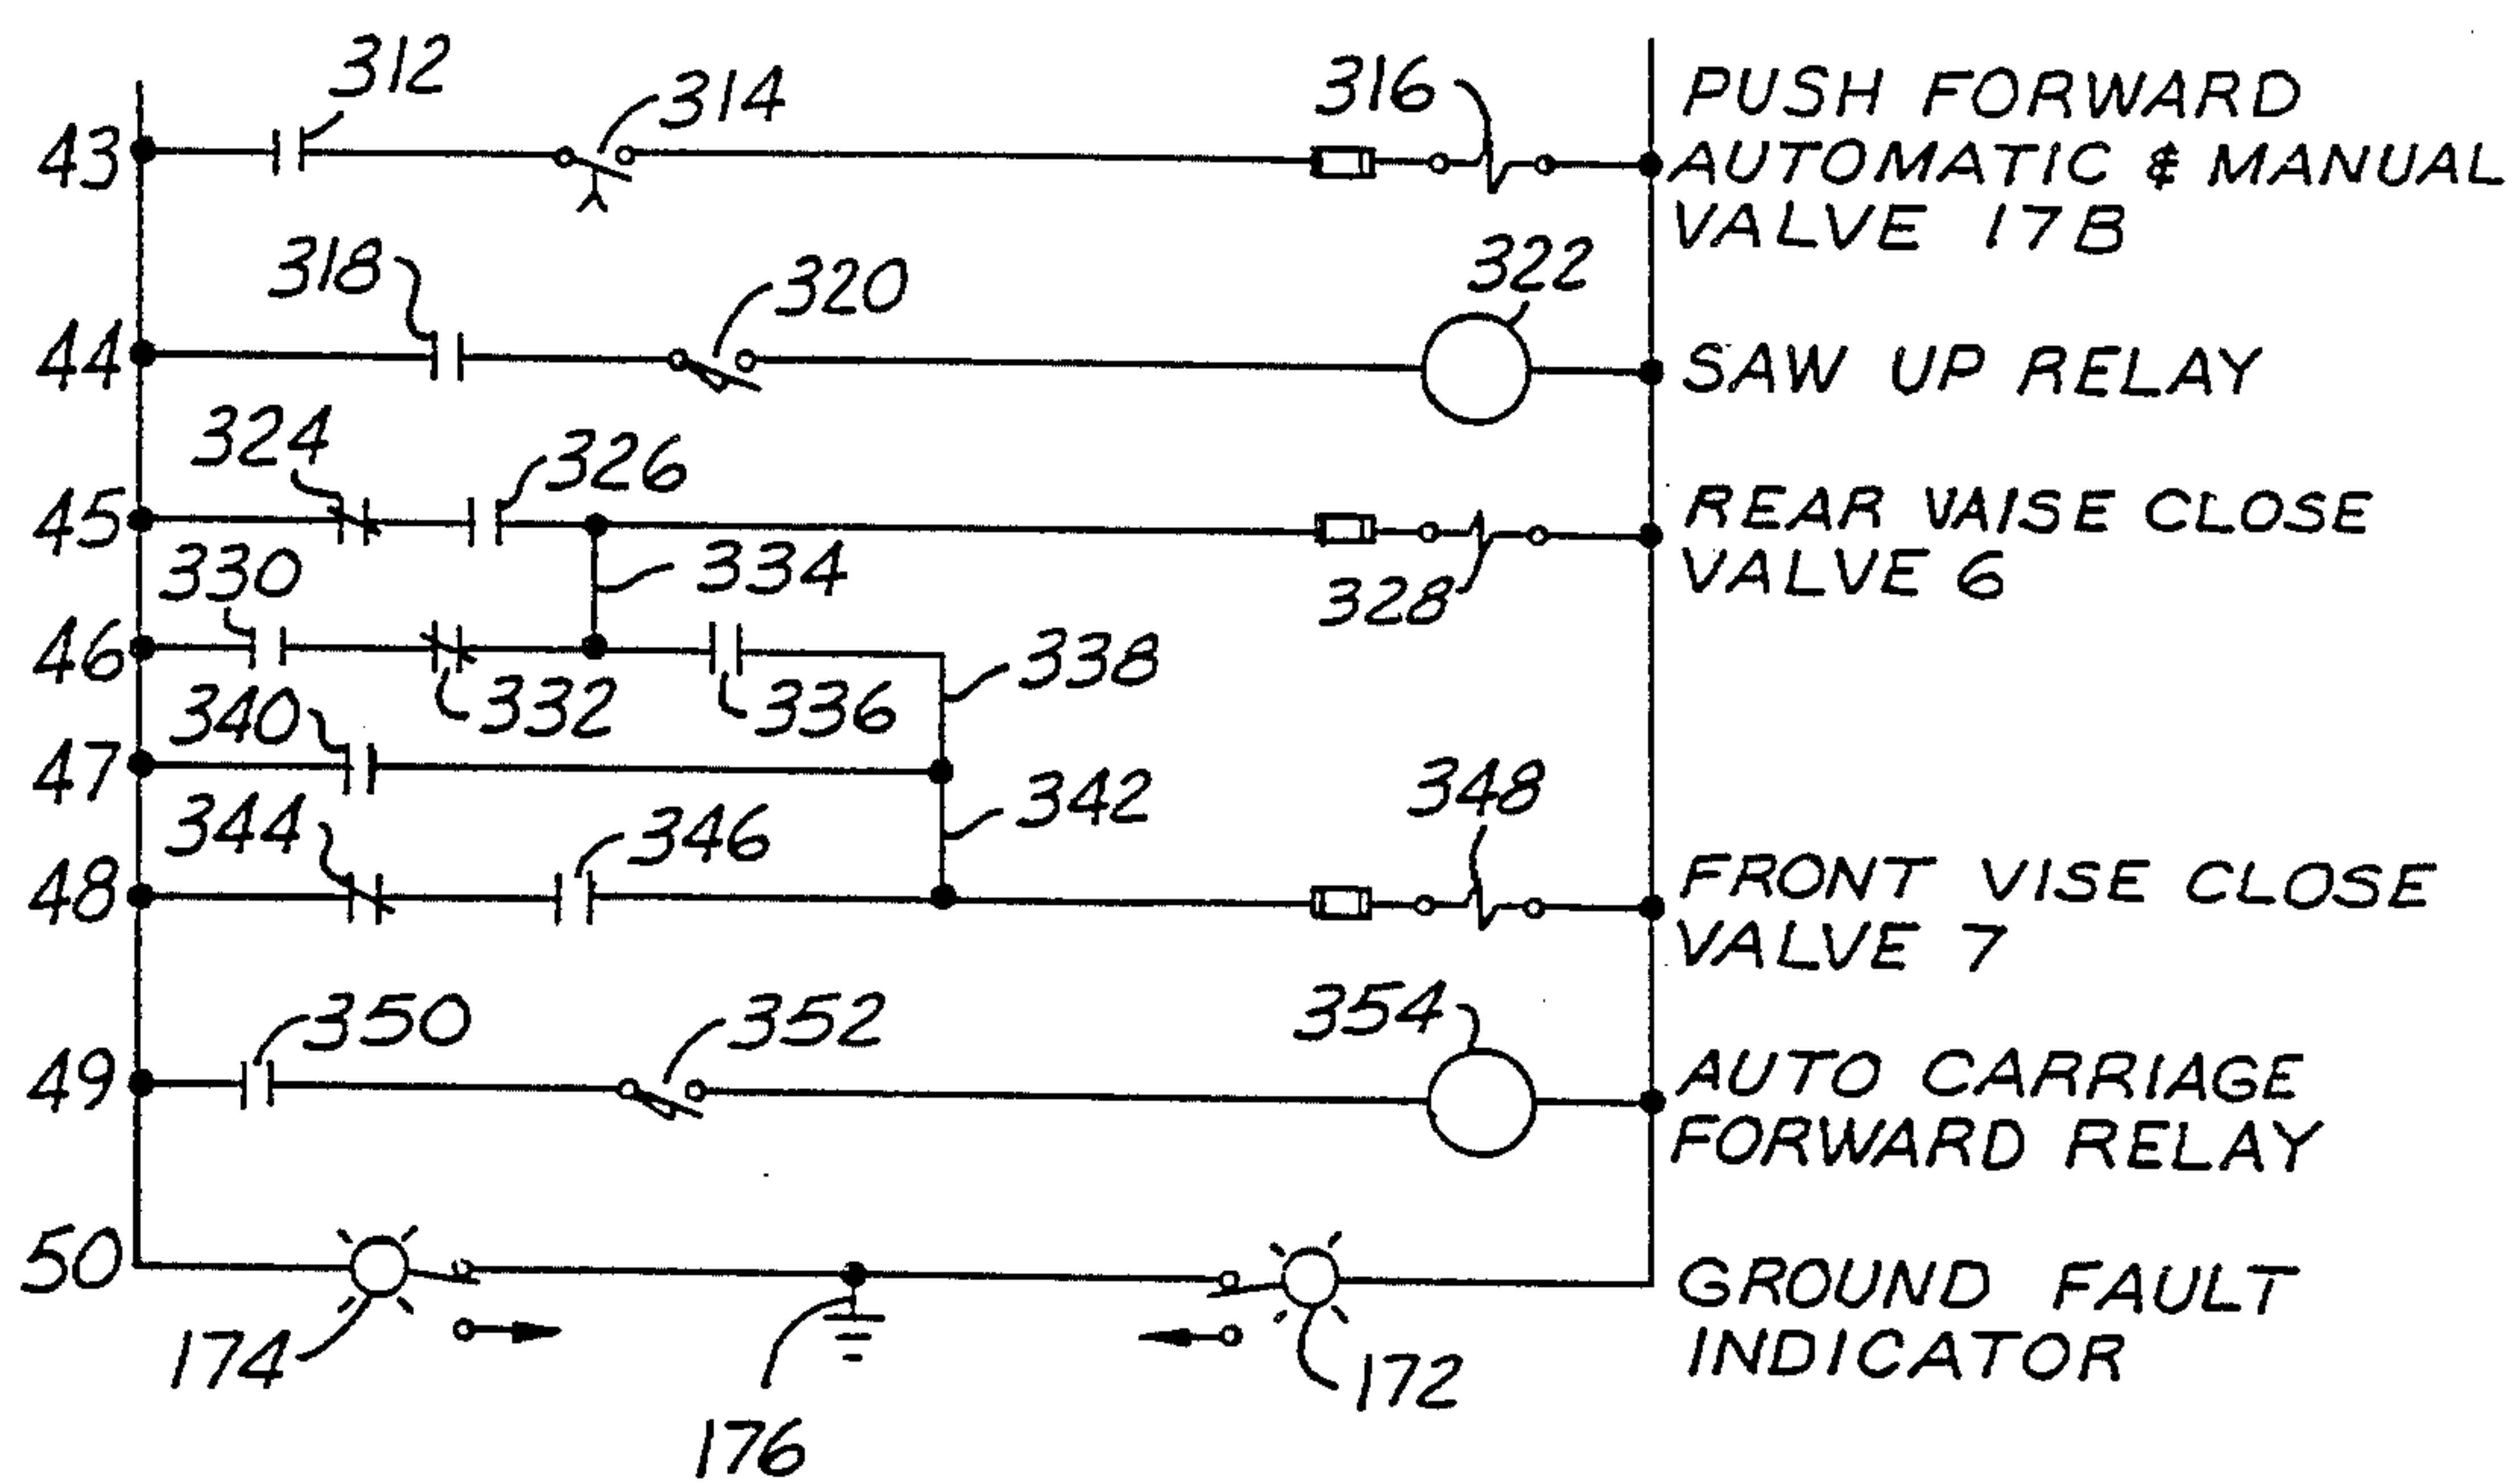 312
314
316
PUSH FORWARD
43
AUTOMATIC & MANUAL
VALVE 17B
318
320
322
44
SAW UP RELAY
324
326
45
REAR VAISE CLOSE
VALVE 6
330
334
328
46
332
336
338
340
47
342
348
344
346
48
FRONT VISE CLOSE
VALVE 7
350
352
354
49
AUTO CARRIAGE
FORWARD RELAY
50
GROUND FAULT
INDICATOR
174
176
172